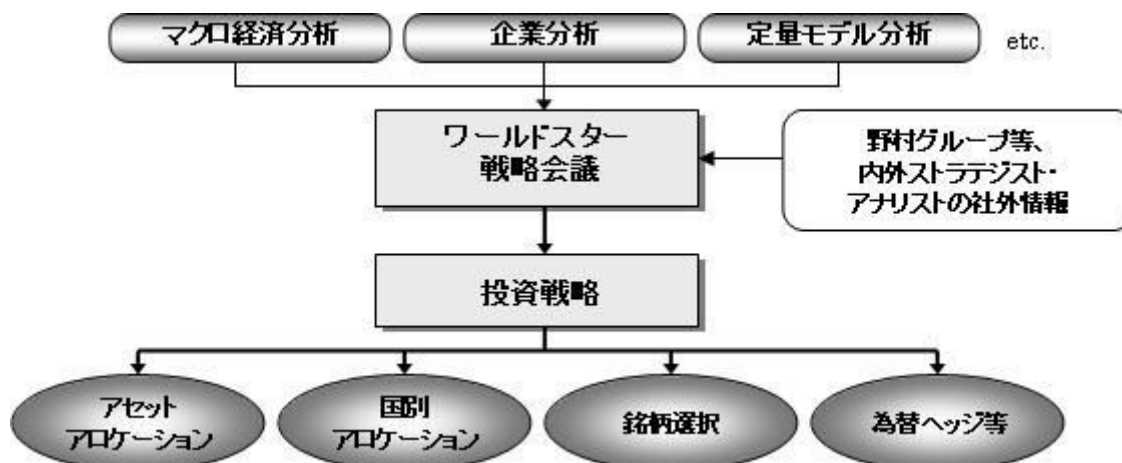 マクロ経済分析
企業分析
定量モデル分析
etc.
ワールドスター
戦略会議
野村グループ等、
内外ストラテジスト・
アナリストの社外情報
投資戦略
アセット
アロケーション
国別
アロケーション
銘柄選択
為替ヘッジ等